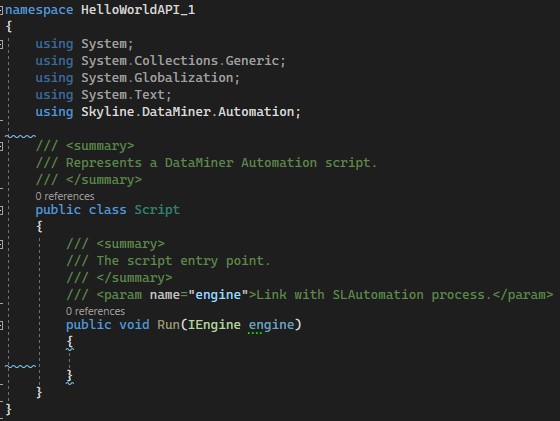 namespace HelloWorldAPI_1
{
using System;
using System.Collections.Generic;
using System.Globalization;
using System.Text;
using Skyline.DataMiner.Automation;
/// <summary>
/// Represents a DataMiner Automation script.
/// </summary>
0 references
public class Script
{
/// <summary>
/// The script entry point.
/// </summary>
/// <param name="engine">Link with SLAutomation process.</param>
0 references
public void Run(IEngine engine)
{
}
}
}